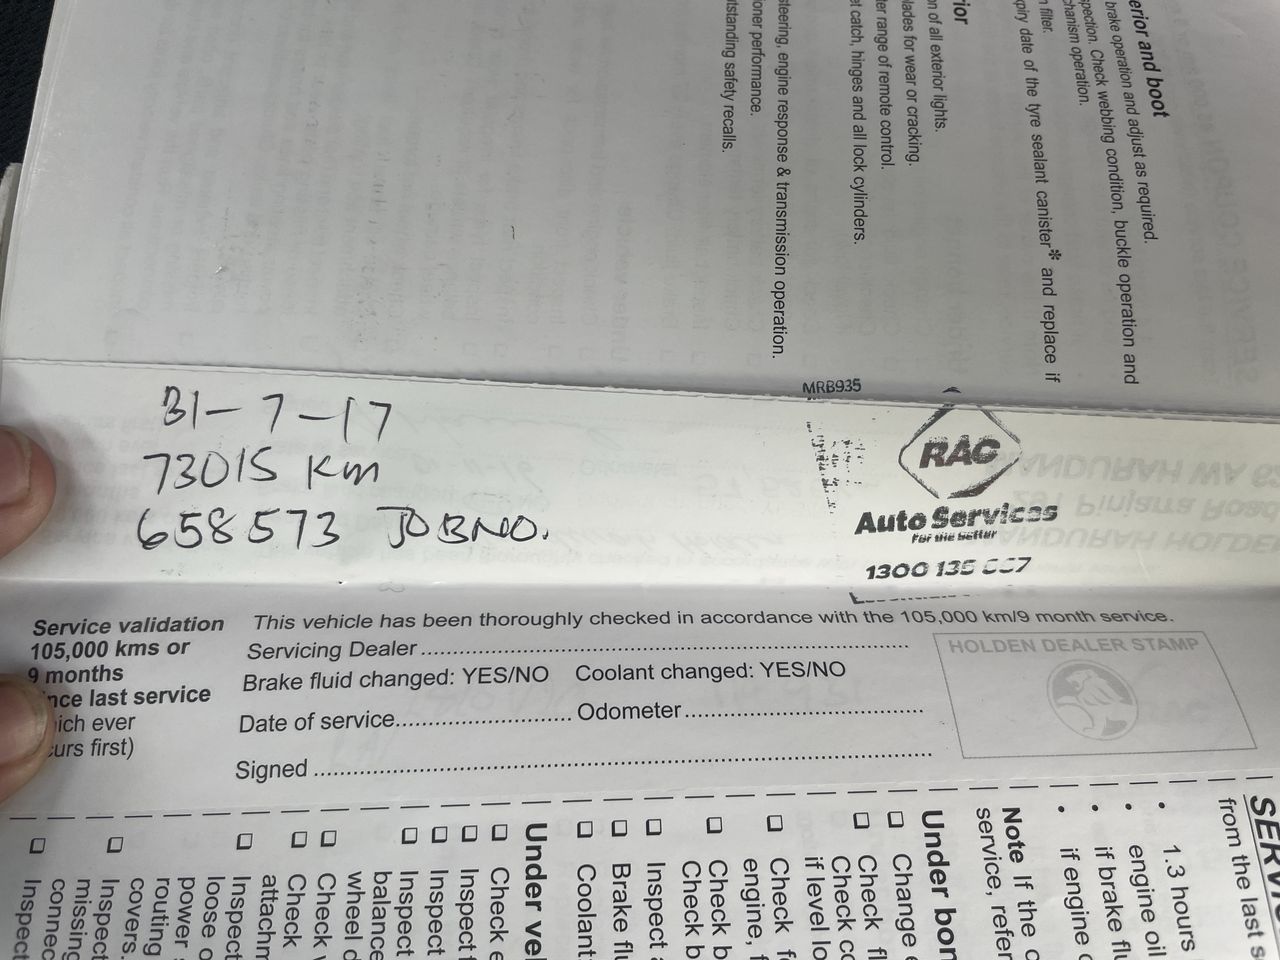 erior and boot
brake operation and adjust as required.
pection. Check webbing condition, buckle operation and
chanism operation.
filter.
piry date of the tyre sealant canister* and replace if
ior
n of all exterior lights.
lades for wear or cracking.
er range of remote control.
et catch, hinges and all lock cylinders.
steering, engine response & transmission operation.
ioner performance.
tstanding safety recalls.
31-7-17
73015 Km
658573 JOBNO.
MRB935
RAC
Auto Services
For the better
1300 135
Service validation
105,000 kms or
9 months
nce last service
ich ever
urs first)
This vehicle has been thoroughly checked in accordance with the 105,000 km/9 month service.
Servicing Dealer
Brake fluid changed: YES/NO Coolant changed: YES/NO
Date of service Odometer
Signed
HOLDEN DEALER STAMP
SERV
from the last s
• 1.3 hours
• engine oil
• if brake flu
• if engine
Note If the
service, refer
Under bon
Change
Check fl
Check co
if level lo
Check f
engine, f
Check b
Check b
Inspect
Brake flu
Coolant
Under ve
Check e
Inspect
Inspect
Inspect
balance
wheel d
Check
Check
attachm
Inspect
loose o
power
routing
covers.
Inspect
missing
connec
Inspect